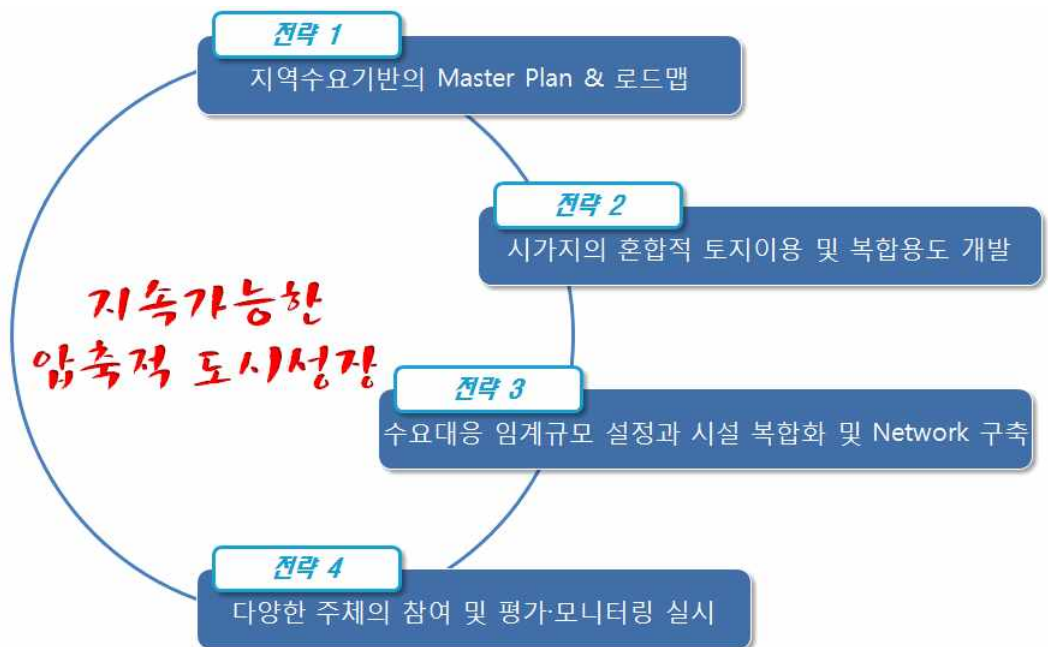 전략 1
지역수요기반의 Master Plan & 로드맵
전략 2
시가지의 혼합적 토지이용 및 복합용도 개발
지속가능한
압축적 도시성장
전략 3
수요대응 임계규모 설정과 시설 복합화 및 Network 구축
전략 4
다양한 주체의 참여 및 평가·모니터링 실시